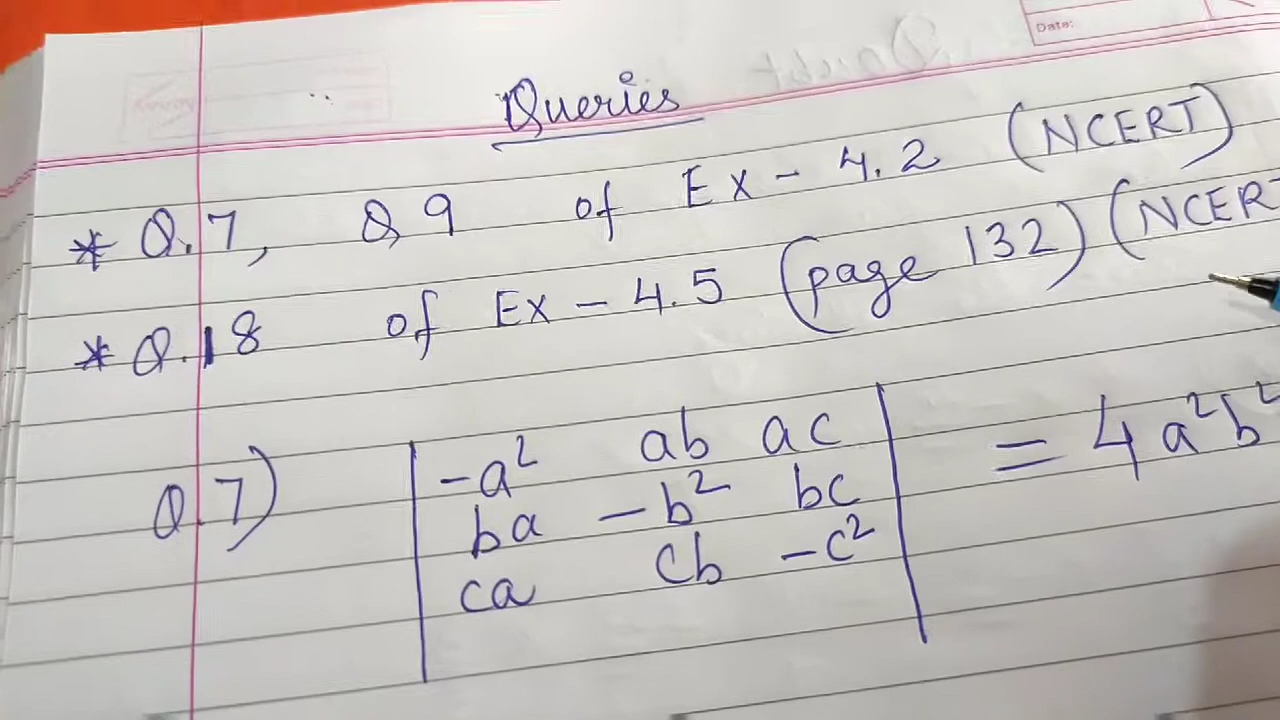 Date:
Queries
* Q.7, Q 9 of Ex - 4.2 (NCERT)
* Q.18 of Ex - 4.5 (page 132) (NCERT
Q.7) | -a² ab ac | = 4a²b²
ba -b² bc
ca cb -c²